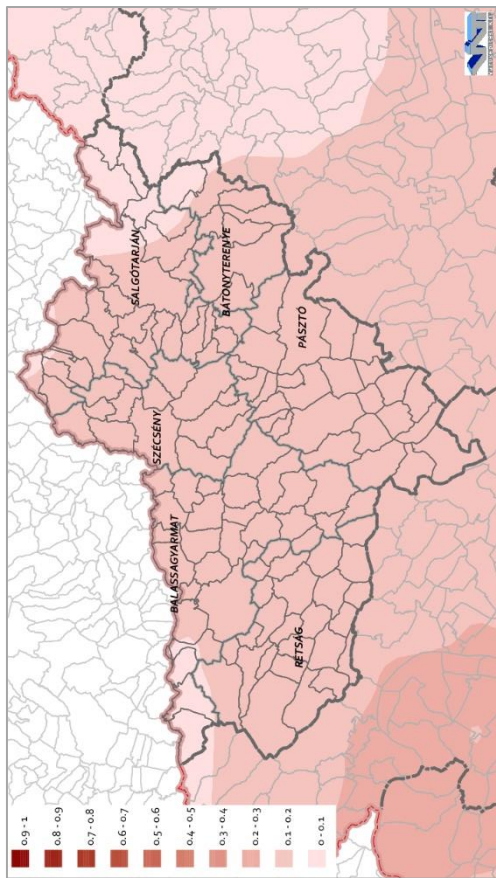 0.9 - 1
0.8 - 0.9
0.7 - 0.8
0.6 - 0.7
0.5 - 0.6
0.4 - 0.5
0.3 - 0.4
0.2 - 0.3
0.1 - 0.2
0 - 0.1
SALGÓTARJÁN
BÁTONYTERENYE
PÁSZTÓ
SZÉCSÉNY
BALASSAGYARMAT
RÉTSÁG